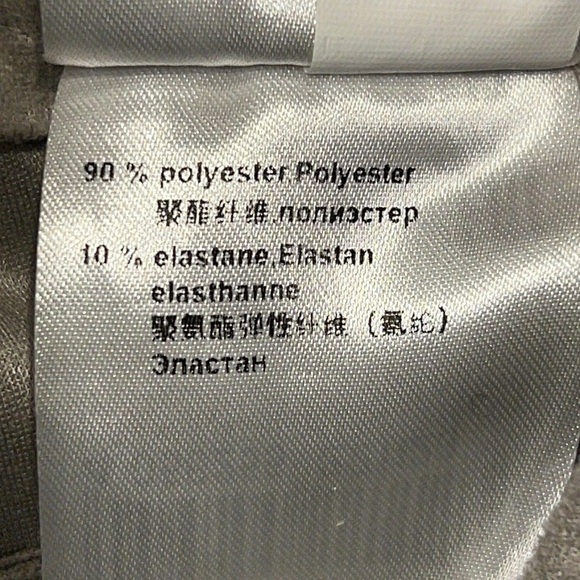 90 % polyester,Polyester
聚酯纤维,полиэстер
10 % elastane,Elastan
elasthanne
聚氨酯弹性纤维（氨纶）
Эластан